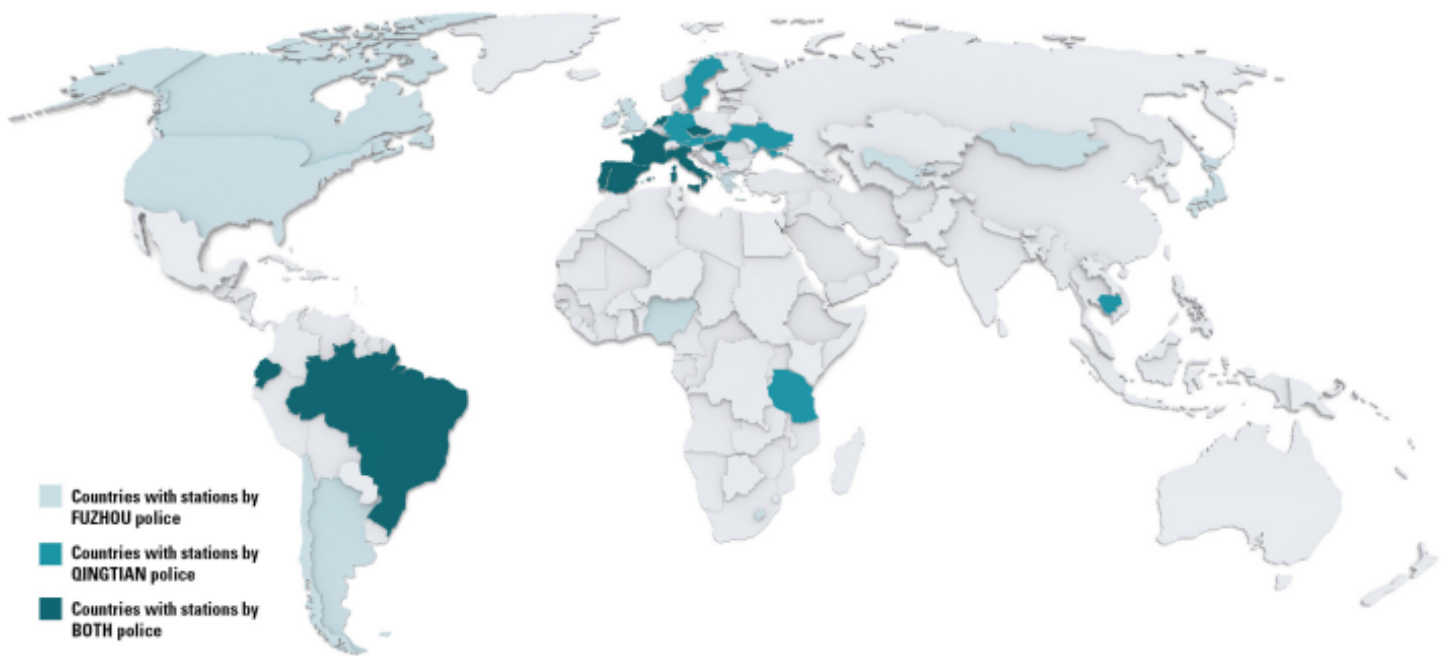 Countries with stations by
FUZHOU police
Countries with stations by
QINGTIAN police
Countries with stations by
BOTH police